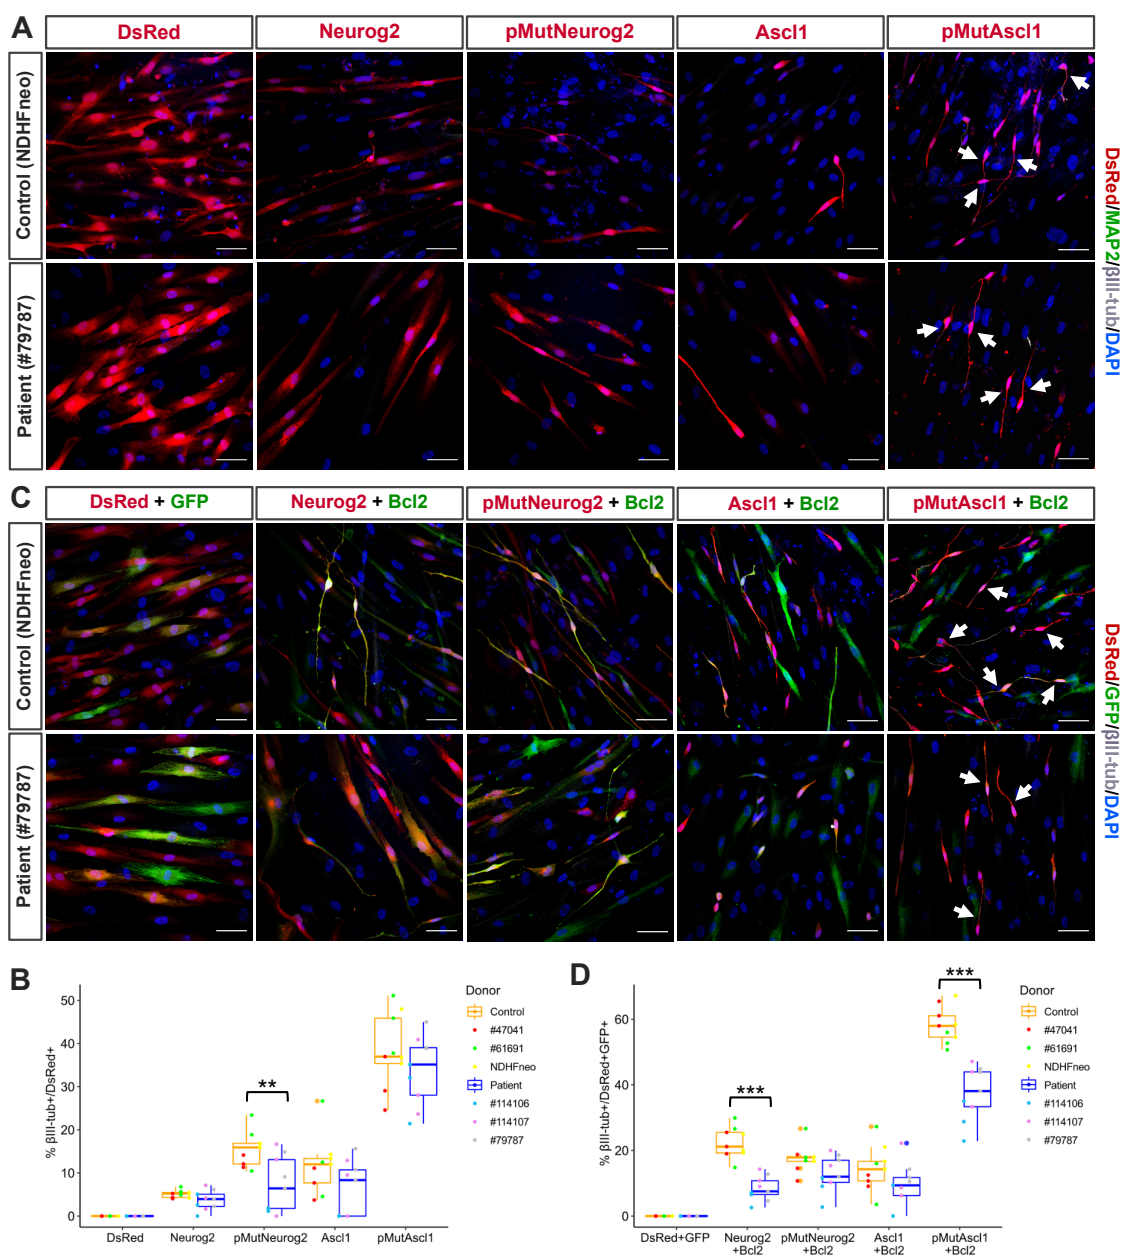 A
DsRed
Neurog2
pMutNeurog2
Ascl1
pMutAscl1
Control (NDHFneo)
Patient (#79787)
DsRed/MAP2/βIII-tub/DAPI
C
DsRed + GFP
Neurog2 + Bcl2
pMutNeurog2 + Bcl2
Ascl1 + Bcl2
pMutAscl1 + Bcl2
Control (NDHFneo)
Patient (#79787)
DsRed/GFP/βIII-tub/DAPI
B
% βIII-tub+/DsRed+
50
40
30
20
10
0
**
DsRed
Neurog2
pMutNeurog2
Ascl1
pMutAscl1
Donor
Control
#47041
#61691
NDHFneo
Patient
#114106
#114107
#79787
D
% βIII-tub+/DsRed+GFP+
60
40
20
0
***
***
DsRed+GFP
Neurog2
+Bcl2
pMutNeurog2
+Bcl2
Ascl1
+Bcl2
pMutAscl1
+Bcl2
Donor
Control
#47041
#61691
NDHFneo
Patient
#114106
#114107
#79787